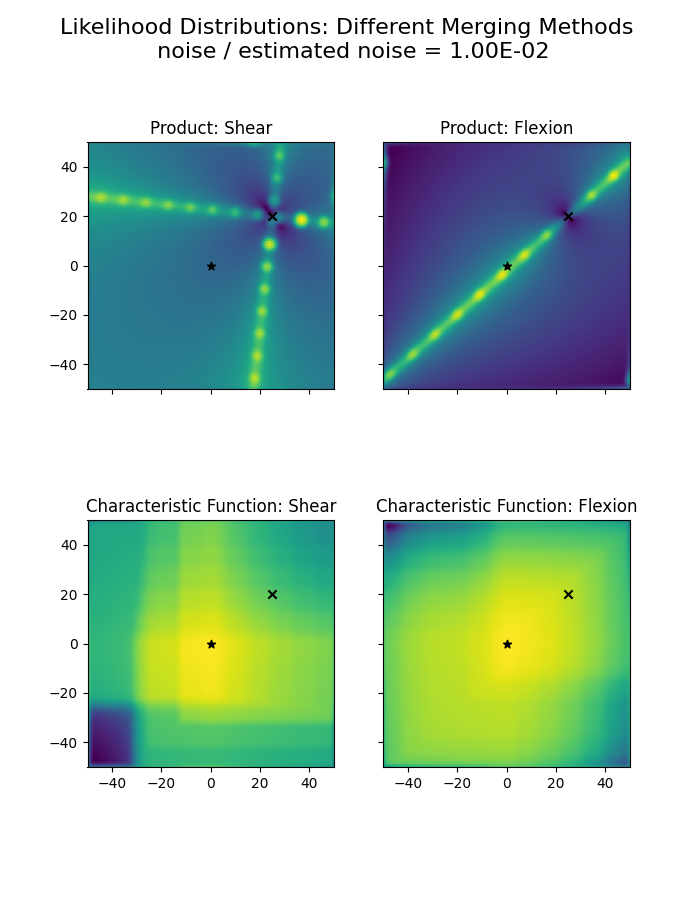 Likelihood Distributions: Different Merging Methods
noise / estimated noise = 1.00E-02
Product: Shear
Product: Flexion
40
20
0
−20
−40
Characteristic Function: Shear
Characteristic Function: Flexion
40
20
0
−20
−40
−40 −20 0 20 40
−40 −20 0 20 40